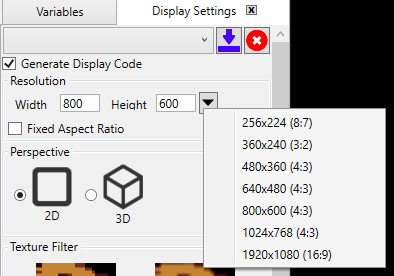 Variables
Display Settings
Generate Display Code
Resolution
Width 800 Height 600
Fixed Aspect Ratio
256x224 (8:7)
360x240 (3:2)
480x360 (4:3)
640x480 (4:3)
800x600 (4:3)
1024x768 (4:3)
1920x1080 (16:9)
Perspective
2D
3D
Texture Filter